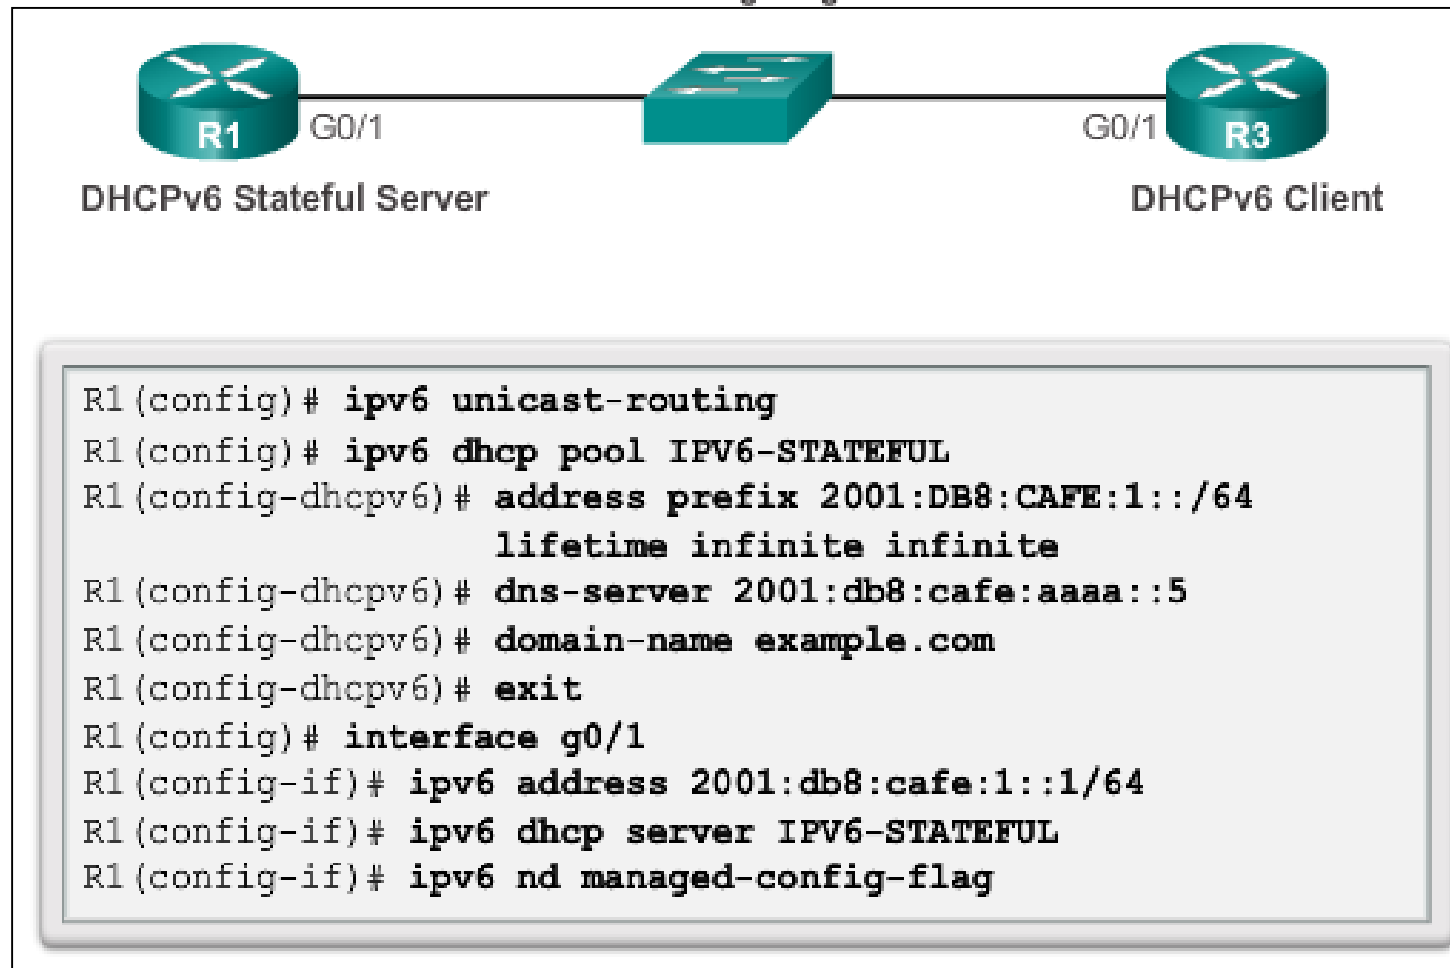 R1
G0/1
G0/1
R3
DHCPv6 Stateful Server
DHCPv6 Client
R1(config)# ipv6 unicast-routing
R1(config)# ipv6 dhcp pool IPV6-STATEFUL
R1(config-dhcpv6)# address prefix 2001:DB8:CAFE:1::/64
lifetime infinite infinite
R1(config-dhcpv6)# dns-server 2001:db8:cafe:aaaa::5
R1(config-dhcpv6)# domain-name example.com
R1(config-dhcpv6)# exit
R1(config)# interface g0/1
R1(config-if)# ipv6 address 2001:db8:cafe:1::1/64
R1(config-if)# ipv6 dhcp server IPV6-STATEFUL
R1(config-if)# ipv6 nd managed-config-flag